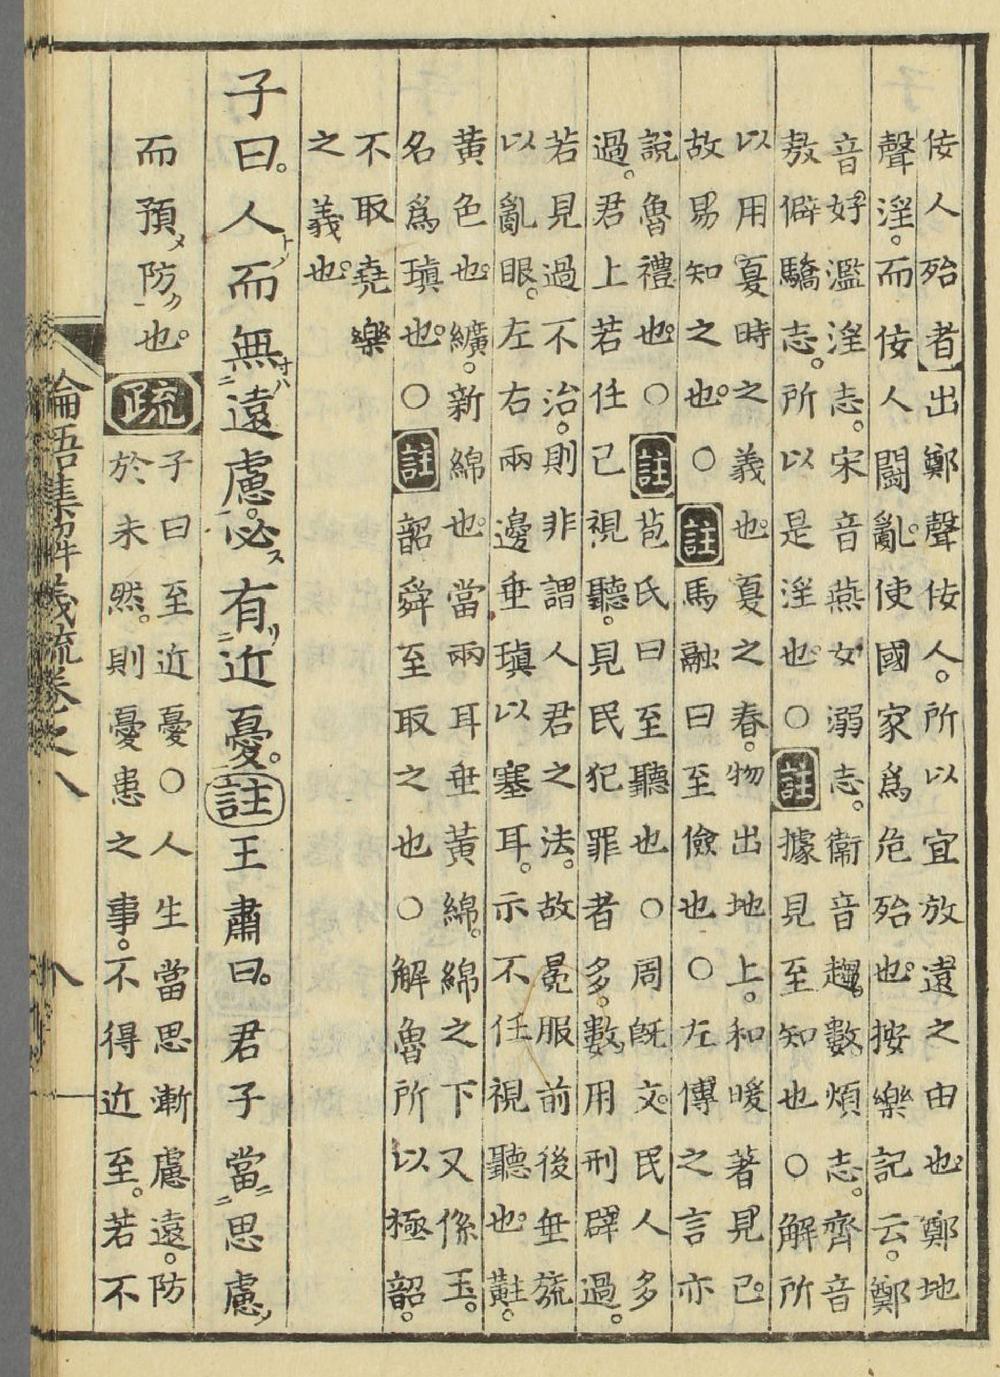 佞人殆者出鄭聲佞人。所以宜放遠之由也。鄭地
聲淫。而佞人鬪亂。使國家爲危殆也。按樂記云。鄭
音好濫淫志。宋音燕女溺志。衞音趨數。煩志。齊音
敖僻驕志。所以是淫也。○註據見至知也○解所
以用夏時之義也。夏之春。物出地上。和暖著見已。
故易知之也。○註馬融曰至儉也○左傳之言亦
說魯禮也。○註苞氏曰至聽也○周旣文。民人多
過。君上若任己視聽。見民犯罪者多。數用刑辟過。
若見過不治。則非謂人君之法。故冕服前後垂旒
以亂眼。左右兩邊垂瑱以塞耳。示不任視聽也。黈。
黃色也。纊。新綿也。當兩耳垂黃綿。綿之下又係玉。
名爲瑱也。○註韶舜至取之也○解魯所以極韶。
不取堯樂
之義也。
子曰。人而無遠慮。必有近憂。註王肅曰。君子當思慮
而預防也。疏子曰至近憂○人生當思漸慮遠。防
於未然。則憂患之事。不得近至。若不
論語集解義疏卷之八
八